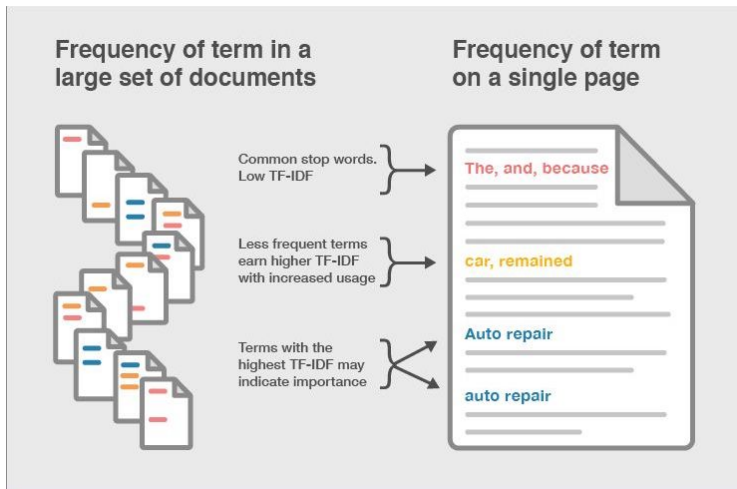 Frequency of term in a
large set of documents
Frequency of term
on a single page
Common stop words.
Low TF-IDF
The, and, because
Less frequent terms
earn higher TF-IDF
with increased usage
car, remained
Terms with the
highest TF-IDF may
indicate importance
Auto repair
auto repair